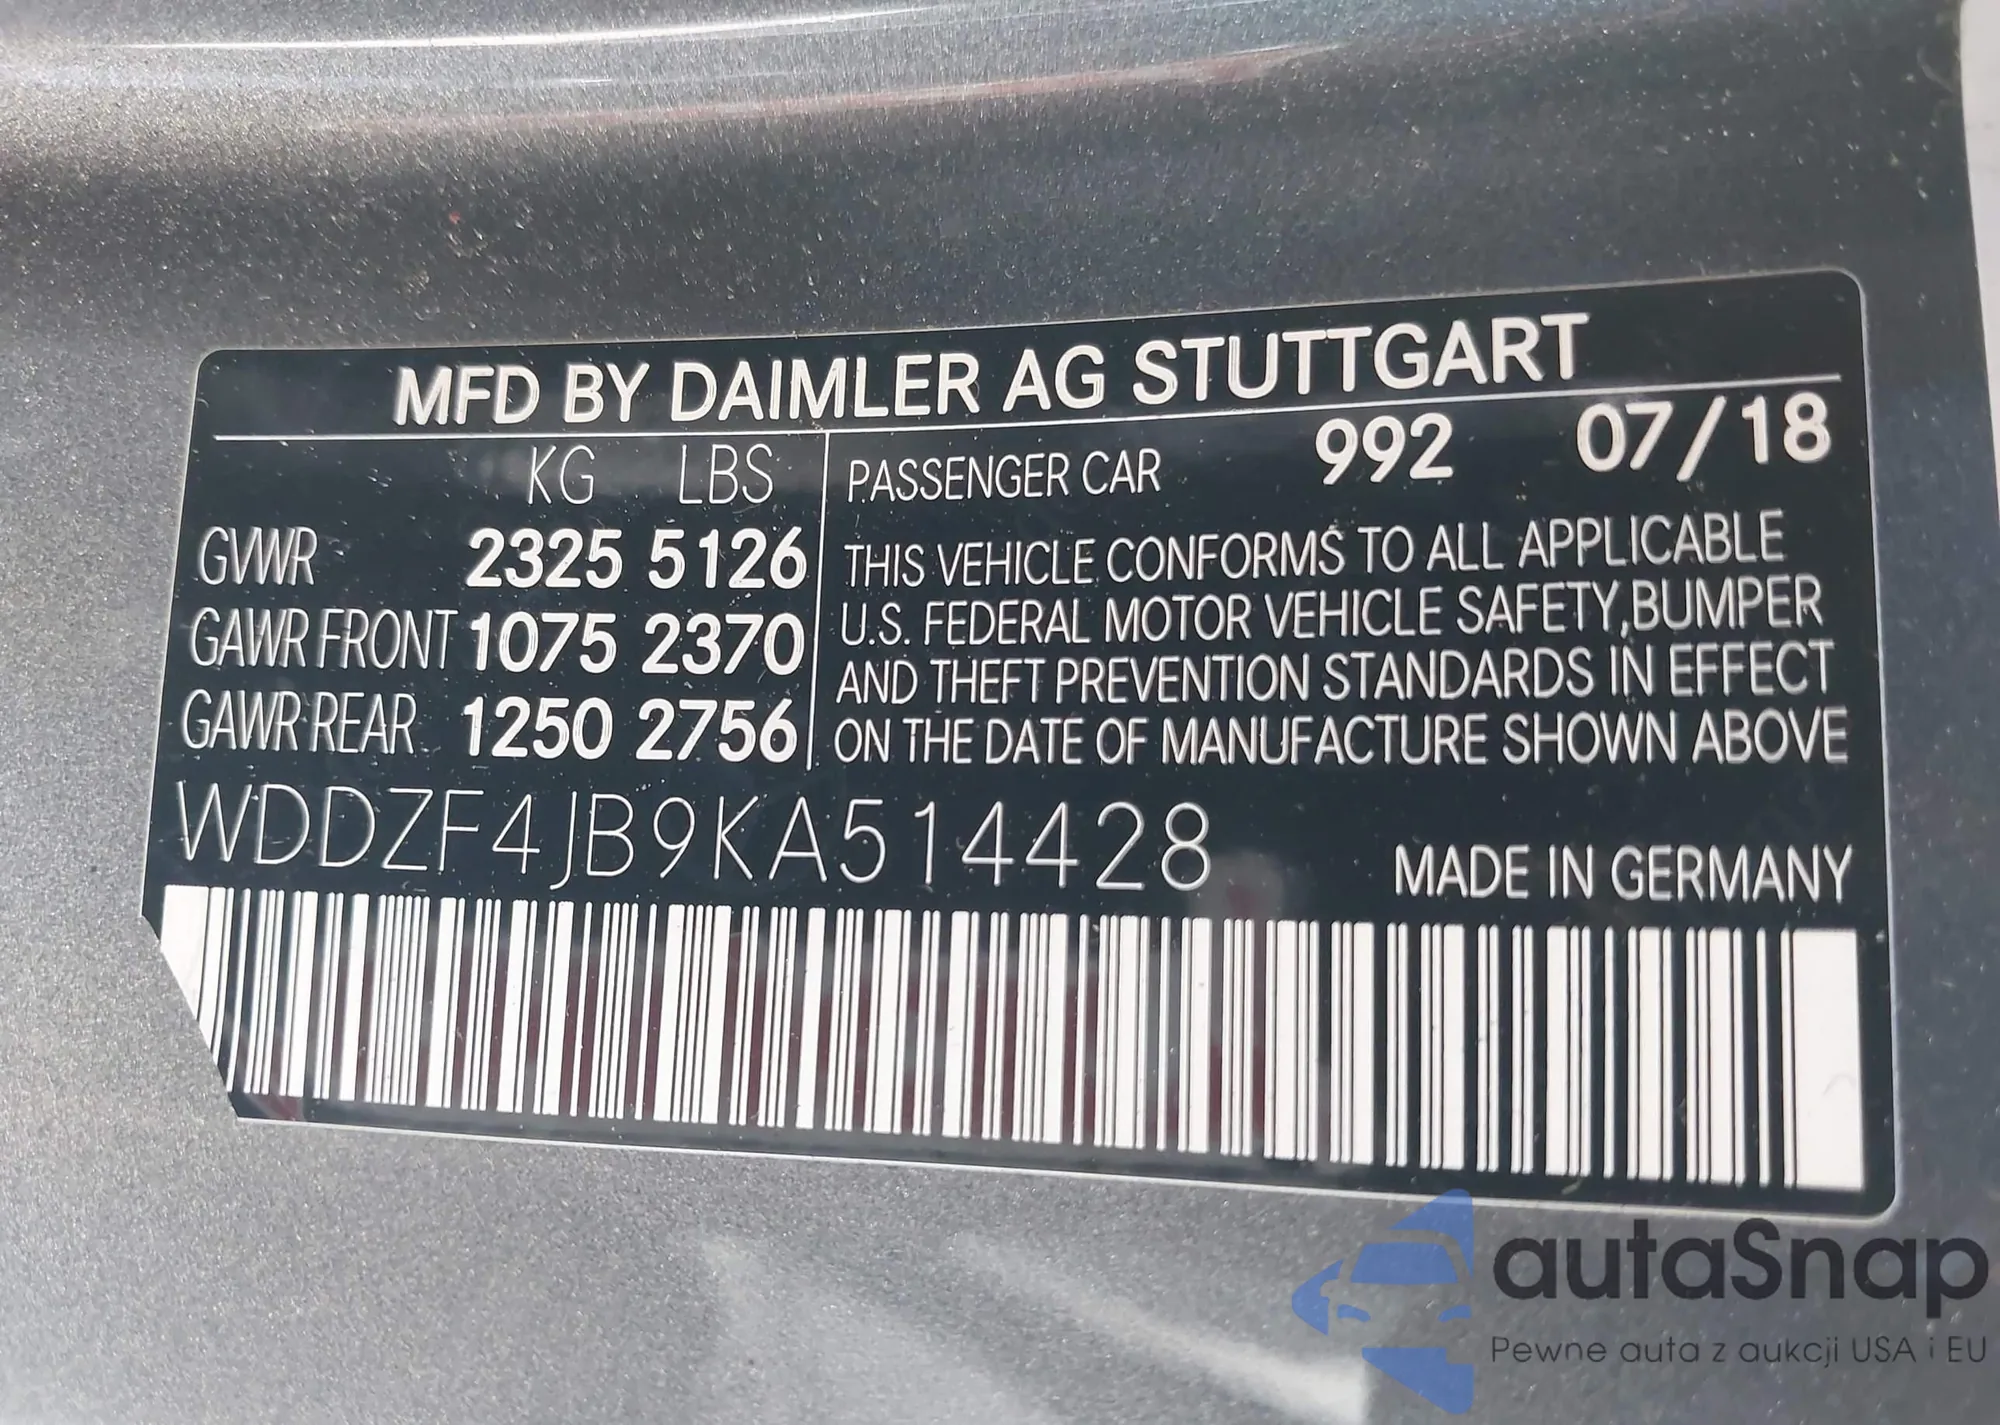 MFD BY DAIMLER AG STUTTGART
KG LBS
GVWR 2325 5126
GAWR FRONT 1075 2370
GAWR REAR 1250 2756
PASSENGER CAR 992 07/18
THIS VEHICLE CONFORMS TO ALL APPLICABLE
U.S. FEDERAL MOTOR VEHICLE SAFETY,BUMPER
AND THEFT PREVENTION STANDARDS IN EFFECT
ON THE DATE OF MANUFACTURE SHOWN ABOVE
WDDZF4JB9KA514428
MADE IN GERMANY
autaSnap
Pewne auta z aukcji USA i EU